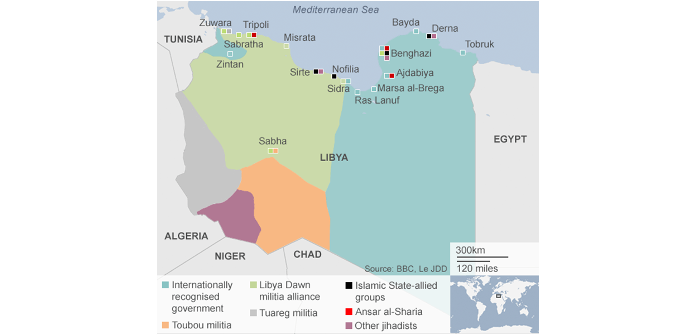 Mediterranean Sea
Zuwara
Tripoli
Bayda
Derna
TUNISIA
Sabratha
Misrata
Benghazi
Tobruk
Zintan
Sirte
Nofilia
Ajdabiya
Sidra
Marsa al-Brega
Ras Lanuf
EGYPT
Sabha
LIBYA
ALGERIA
NIGER
CHAD
300km
120 miles
Source: BBC, Le JDD
Internationally
recognised
government
Toubou militia
Libya Dawn
militia alliance
Tuareg militia
Islamic State-allied
groups
Ansar al-Sharia
Other jihadists